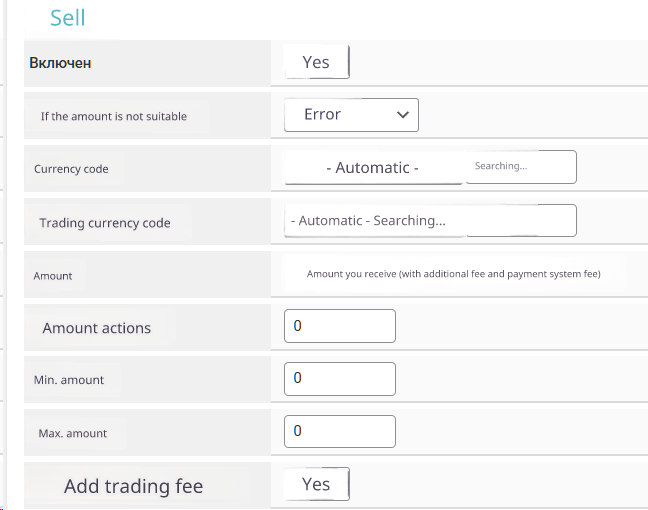 Sell
Включен Yes
If the amount is not suitable Error
Currency code - Automatic - Searching...
Trading currency code - Automatic - Searching...
Amount Amount you receive (with additional fee and payment system fee)
Amount actions 0
Min. amount 0
Max. amount 0
Add trading fee Yes